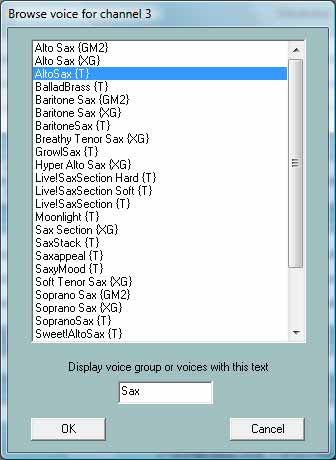 Browse voice for channel 3
Alto Sax {GM2}
Alto Sax {XG}
AltoSax {T}
BalladBrass {T}
Baritone Sax {GM2}
Baritone Sax {XG}
BaritoneSax {T}
Breathy Tenor Sax {XG}
GrowlSax {T}
Hyper Alto Sax {XG}
Live!SaxSection Hard {T}
Live!SaxSection Soft {T}
Live!SaxSection {T}
Moonlight {T}
Sax Section {XG}
SaxStack {T}
Saxappeal {T}
SaxyMood {T}
Soft Tenor Sax {XG}
Soprano Sax {GM2}
Soprano Sax {XG}
SopranoSax {T}
Sweet!AltoSax {T}
Display voice group or voices with this text
Sax
OK
Cancel